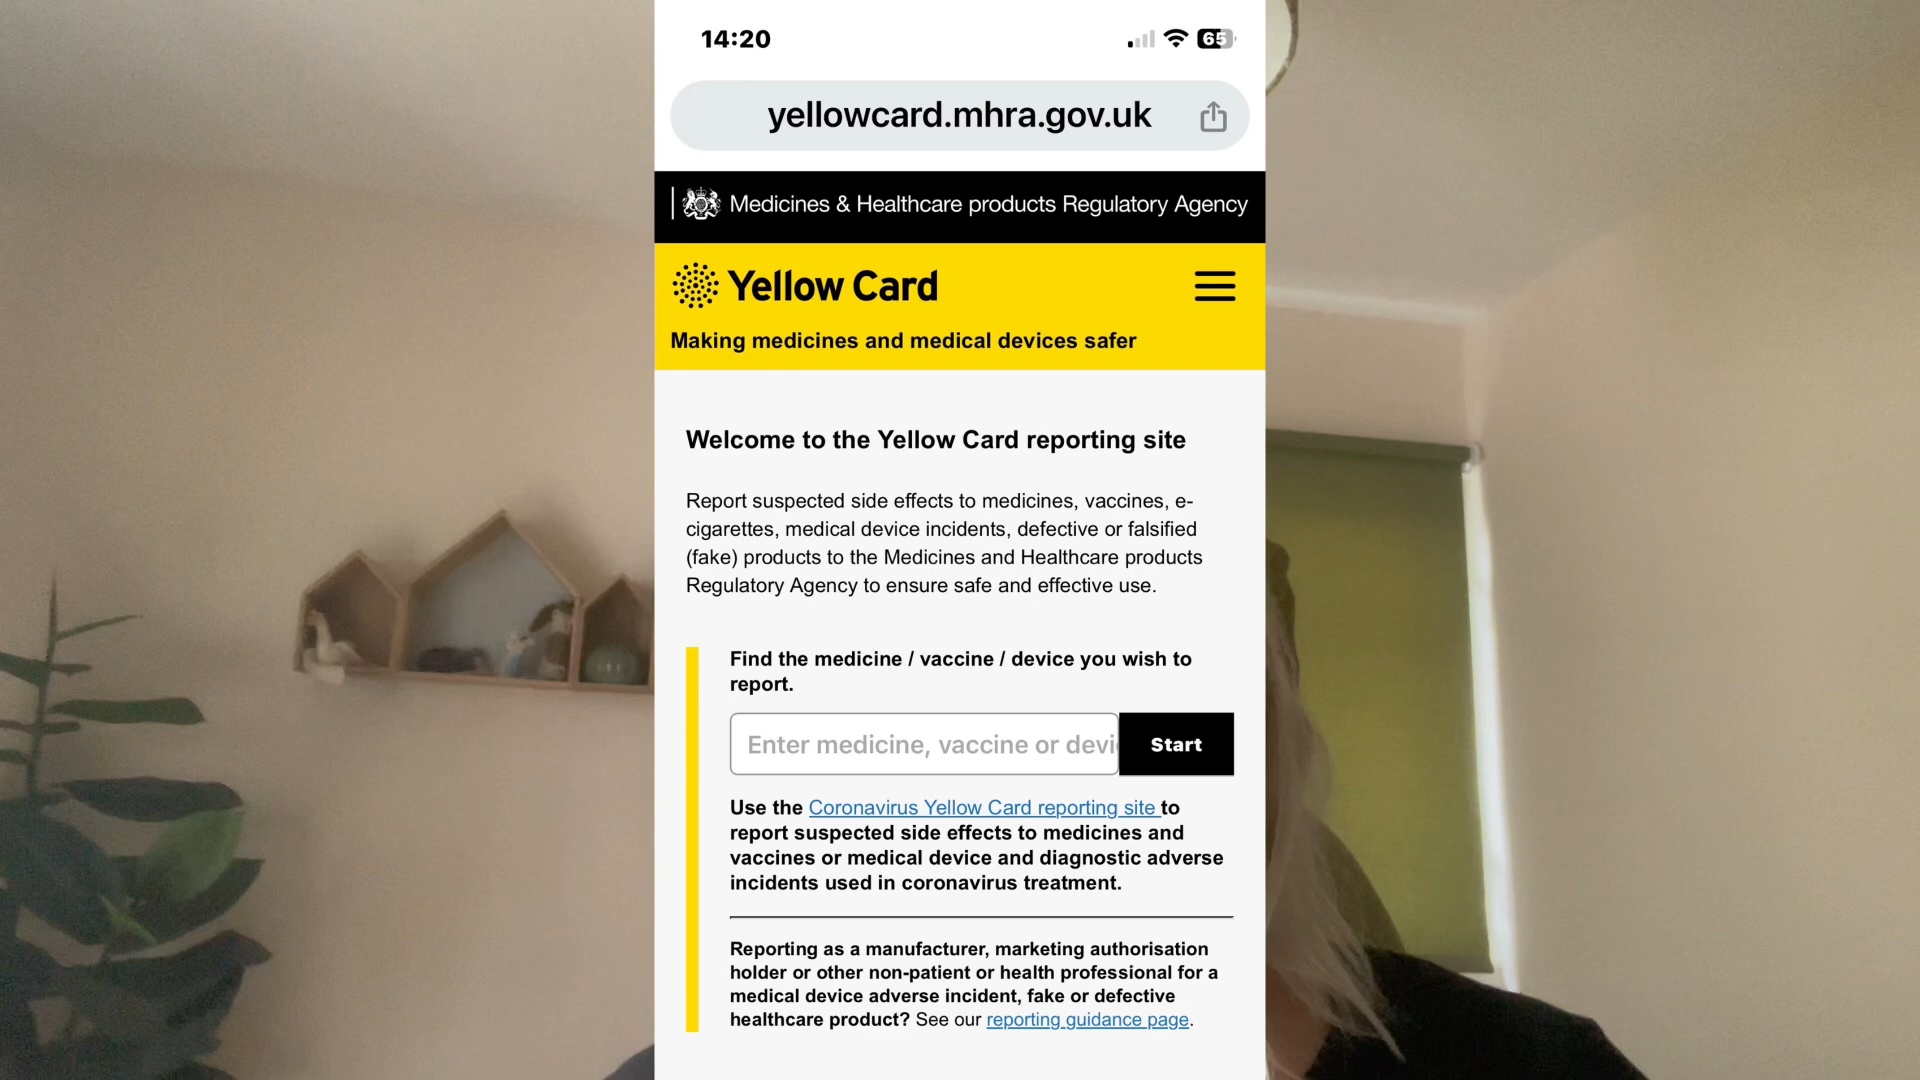 14:20
65
yellowcard.mhra.gov.uk
Medicines & Healthcare products Regulatory Agency
Yellow Card
Making medicines and medical devices safer
Welcome to the Yellow Card reporting site
Report suspected side effects to medicines, vaccines, e-
cigarettes, medical device incidents, defective or falsified
(fake) products to the Medicines and Healthcare products
Regulatory Agency to ensure safe and effective use.
Find the medicine / vaccine / device you wish to
report.
Enter medicine, vaccine or devi
Start
Use the Coronavirus Yellow Card reporting site to
report suspected side effects to medicines and
vaccines or medical device and diagnostic adverse
incidents used in coronavirus treatment.
Reporting as a manufacturer, marketing authorisation
holder or other non-patient or health professional for a
medical device adverse incident, fake or defective
healthcare product? See our reporting guidance page.